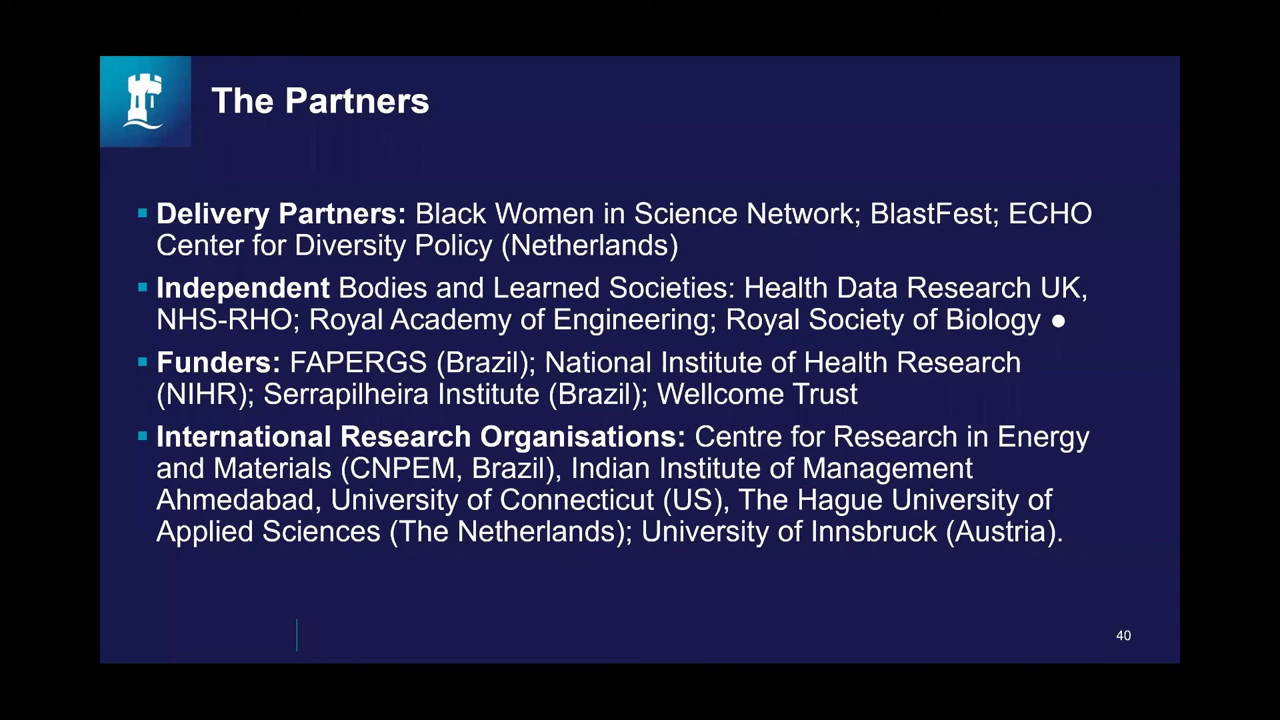 The Partners
▪ Delivery Partners: Black Women in Science Network; BlastFest; ECHO
Center for Diversity Policy (Netherlands)
▪ Independent Bodies and Learned Societies: Health Data Research UK,
NHS-RHO; Royal Academy of Engineering; Royal Society of Biology ●
▪ Funders: FAPERGS (Brazil); National Institute of Health Research
(NIHR); Serrapilheira Institute (Brazil); Wellcome Trust
▪ International Research Organisations: Centre for Research in Energy
and Materials (CNPEM, Brazil), Indian Institute of Management
Ahmedabad, University of Connecticut (US), The Hague University of
Applied Sciences (The Netherlands); University of Innsbruck (Austria).
40